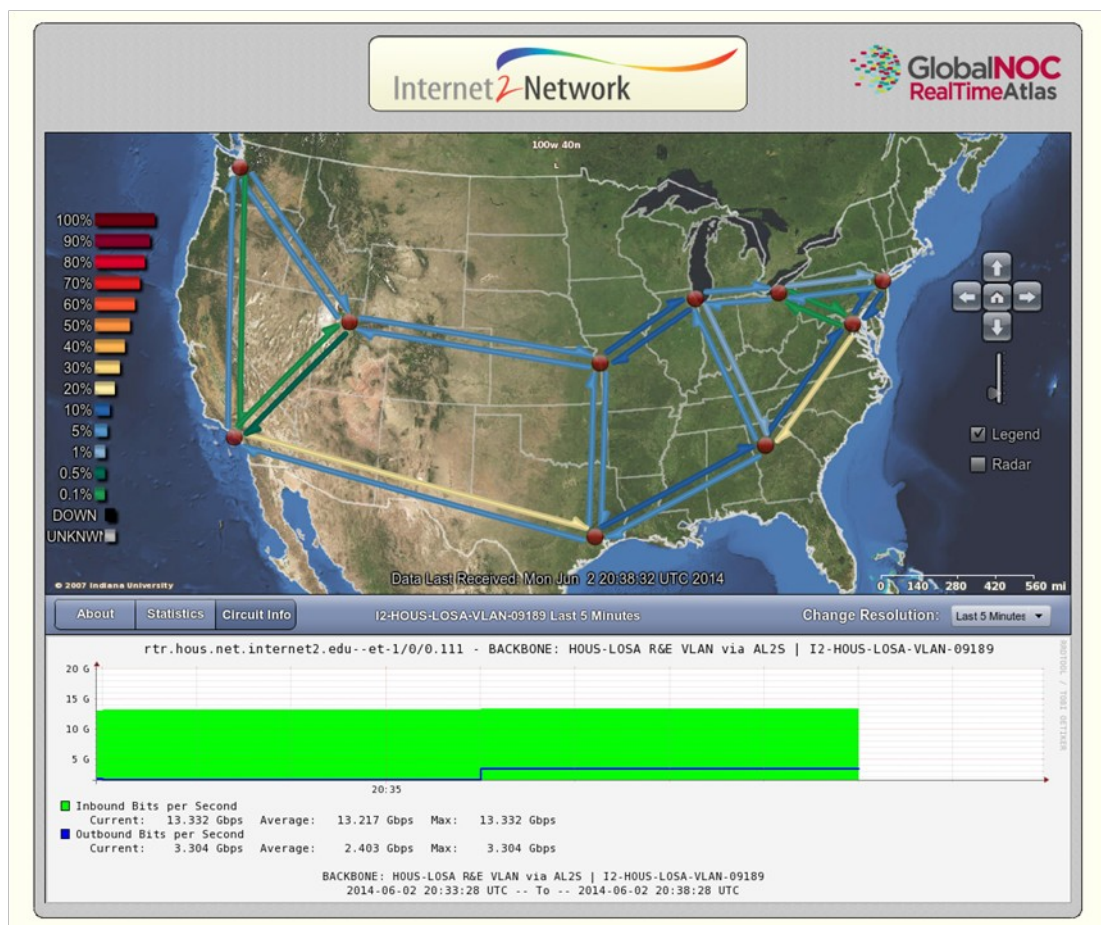 Internet2 Network
GlobalNOC
RealTimeAtlas
100w 40n
L
100%
90%
80%
70%
60%
50%
40%
30%
20%
10%
5%
1%
0.5%
0.1%
DOWN
UNKNWN
Legend
Radar
© 2007 Indiana University
Data Last Received: Mon Jun 2 20:38:32 UTC 2014
0 140 280 420 560 mi
About Statistics Circuit Info I2-HOUS-LOSA-VLAN-09189 Last 5 Minutes Change Resolution: Last 5 Minutes
rtr.hous.net.internet2.edu--et-1/0/0.111 - BACKBONE: HOUS-LOSA R&E VLAN via AL2S | I2-HOUS-LOSA-VLAN-09189
RRDTOOL / TOBI OETIKER
20 G
15 G
10 G
5 G
20:35
Inbound Bits per Second
Current: 13.332 Gbps Average: 13.217 Gbps Max: 13.332 Gbps
Outbound Bits per Second
Current: 3.304 Gbps Average: 2.403 Gbps Max: 3.304 Gbps
BACKBONE: HOUS-LOSA R&E VLAN via AL2S | I2-HOUS-LOSA-VLAN-09189
2014-06-02 20:33:28 UTC -- To -- 2014-06-02 20:38:28 UTC